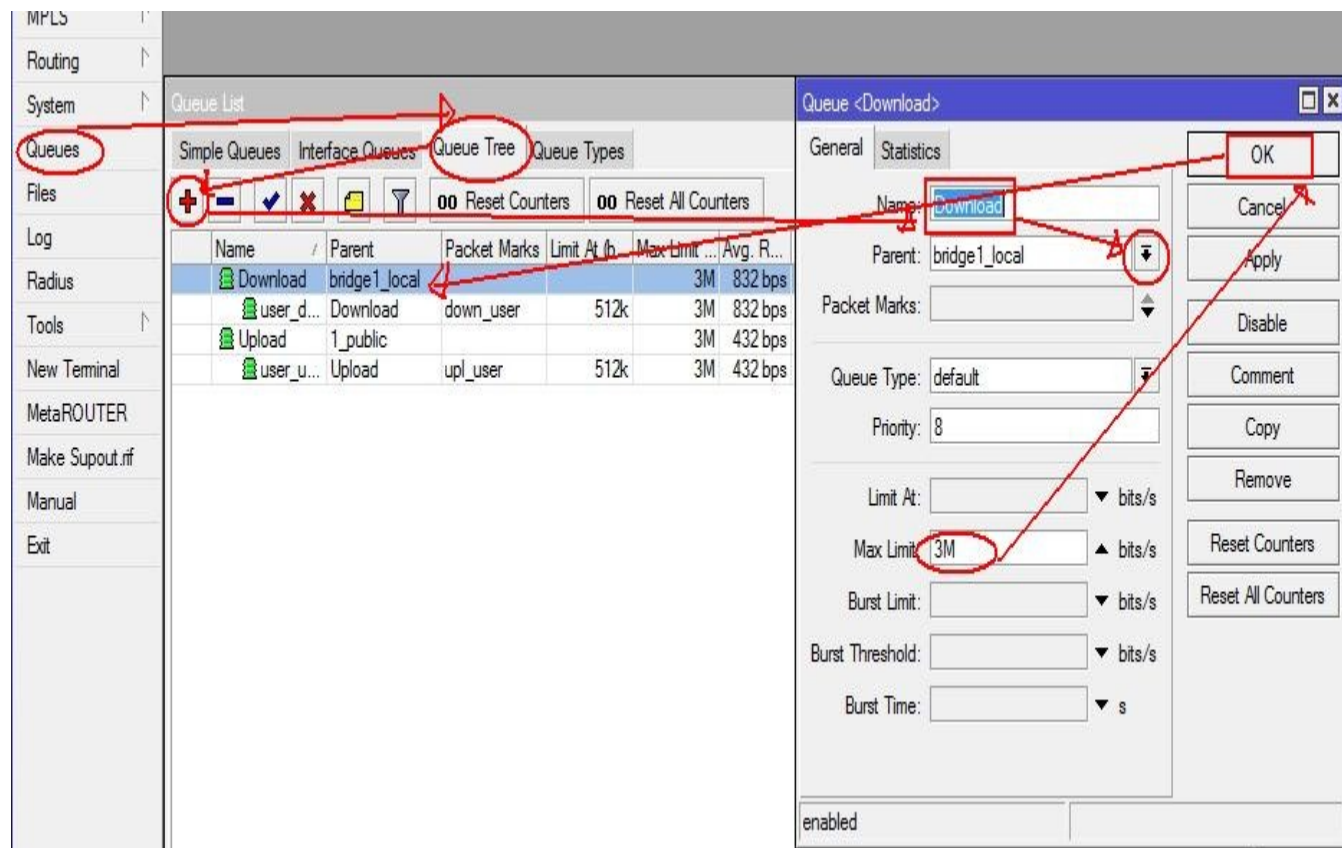 MPLS
Routing
System
Queues
Files
Log
Radius
Tools
New Terminal
MetaROUTER
Make Supout.rif
Manual
Exit
Queue List
Simple Queues Interface Queues Queue Tree Queue Types
00 Reset Counters 00 Reset All Counters
Name / Parent Packet Marks Limit At (b... Max Limit ... Avg. R...
Download bridge1_local 3M 832 bps
user_d... Download down_user 512k 3M 832 bps
Upload 1_public 3M 432 bps
user_u... Upload upl_user 512k 3M 432 bps
Queue <Download>
General Statistics
Name: Download
Parent: bridge1_local
Packet Marks:
Queue Type: default
Priority: 8
Limit At: bits/s
Max Limit: 3M bits/s
Burst Limit: bits/s
Burst Threshold: bits/s
Burst Time: s
enabled
OK
Cancel
Apply
Disable
Comment
Copy
Remove
Reset Counters
Reset All Counters